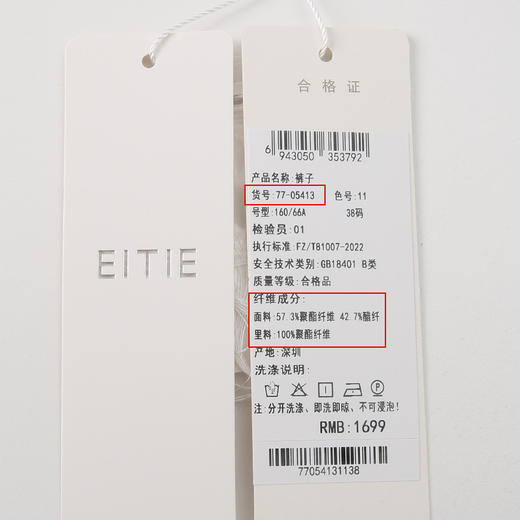 EITIE
合格证
6 943050 353792
产品名称:裤子
货号:77-05413 色号:11
号型:160/66A 38码
检验员:01
执行标准:FZ/T81007-2022
安全技术类别:GB18401 B类
质量等级:合格品
纤维成分:
面料:57.3%聚酯纤维 42.7%醋纤
里料:100%聚酯纤维
产地:深圳
洗涤说明:
注:分开洗涤、即洗即晾、不可浸泡!
RMB:1699
77054131138